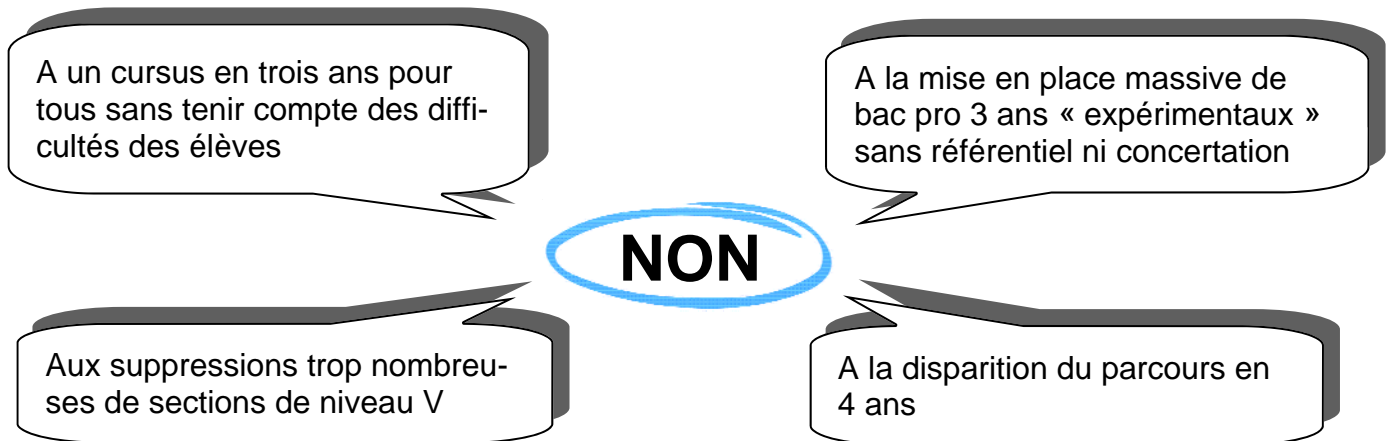 A un cursus en trois ans pour
tous sans tenir compte des diffi-
cultés des élèves
A la mise en place massive de
bac pro 3 ans « expérimentaux »
sans référentiel ni concertation
NON
Aux suppressions trop nombreu-
ses de sections de niveau V
A la disparition du parcours en
4 ans